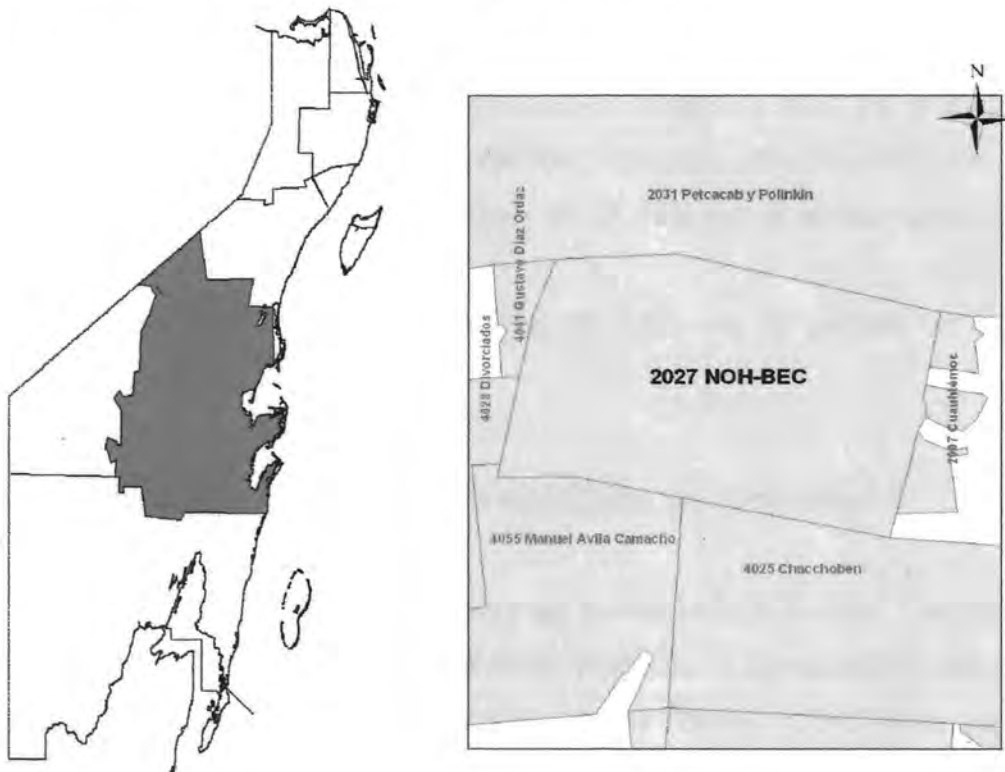 N
2031 Petcacab y Polinkin
4041 Gustavo Diaz Ordaz
2027 NOH-BEC
4028 Divorciados
2007 Cuauhtémoc
4055 Manuel Avila Camacho
4025 Chacchoben